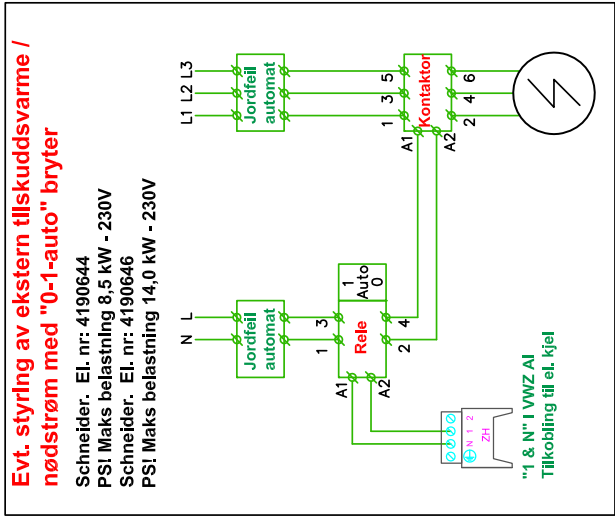 Evt. styring av ekstern tilskuddsvarme /
nødstrøm med "0-1-auto" bryter
Schneider. El. nr: 4190644
PS! Maks belastning 8,5 kW - 230V
Schneider. El. nr: 4190646
PS! Maks belastning 14,0 kW - 230V
L1 L2 L3
Jordfeil
automat
1 3 5
A1
Kontaktor
A2
2 4 6
N L
Jordfeil
automat
1 3
A1
Rele
1
Auto
0
A2
2 4
N 1 2
ZH
"1 & N" I VWZ AI
Tilkobling til el. kjel